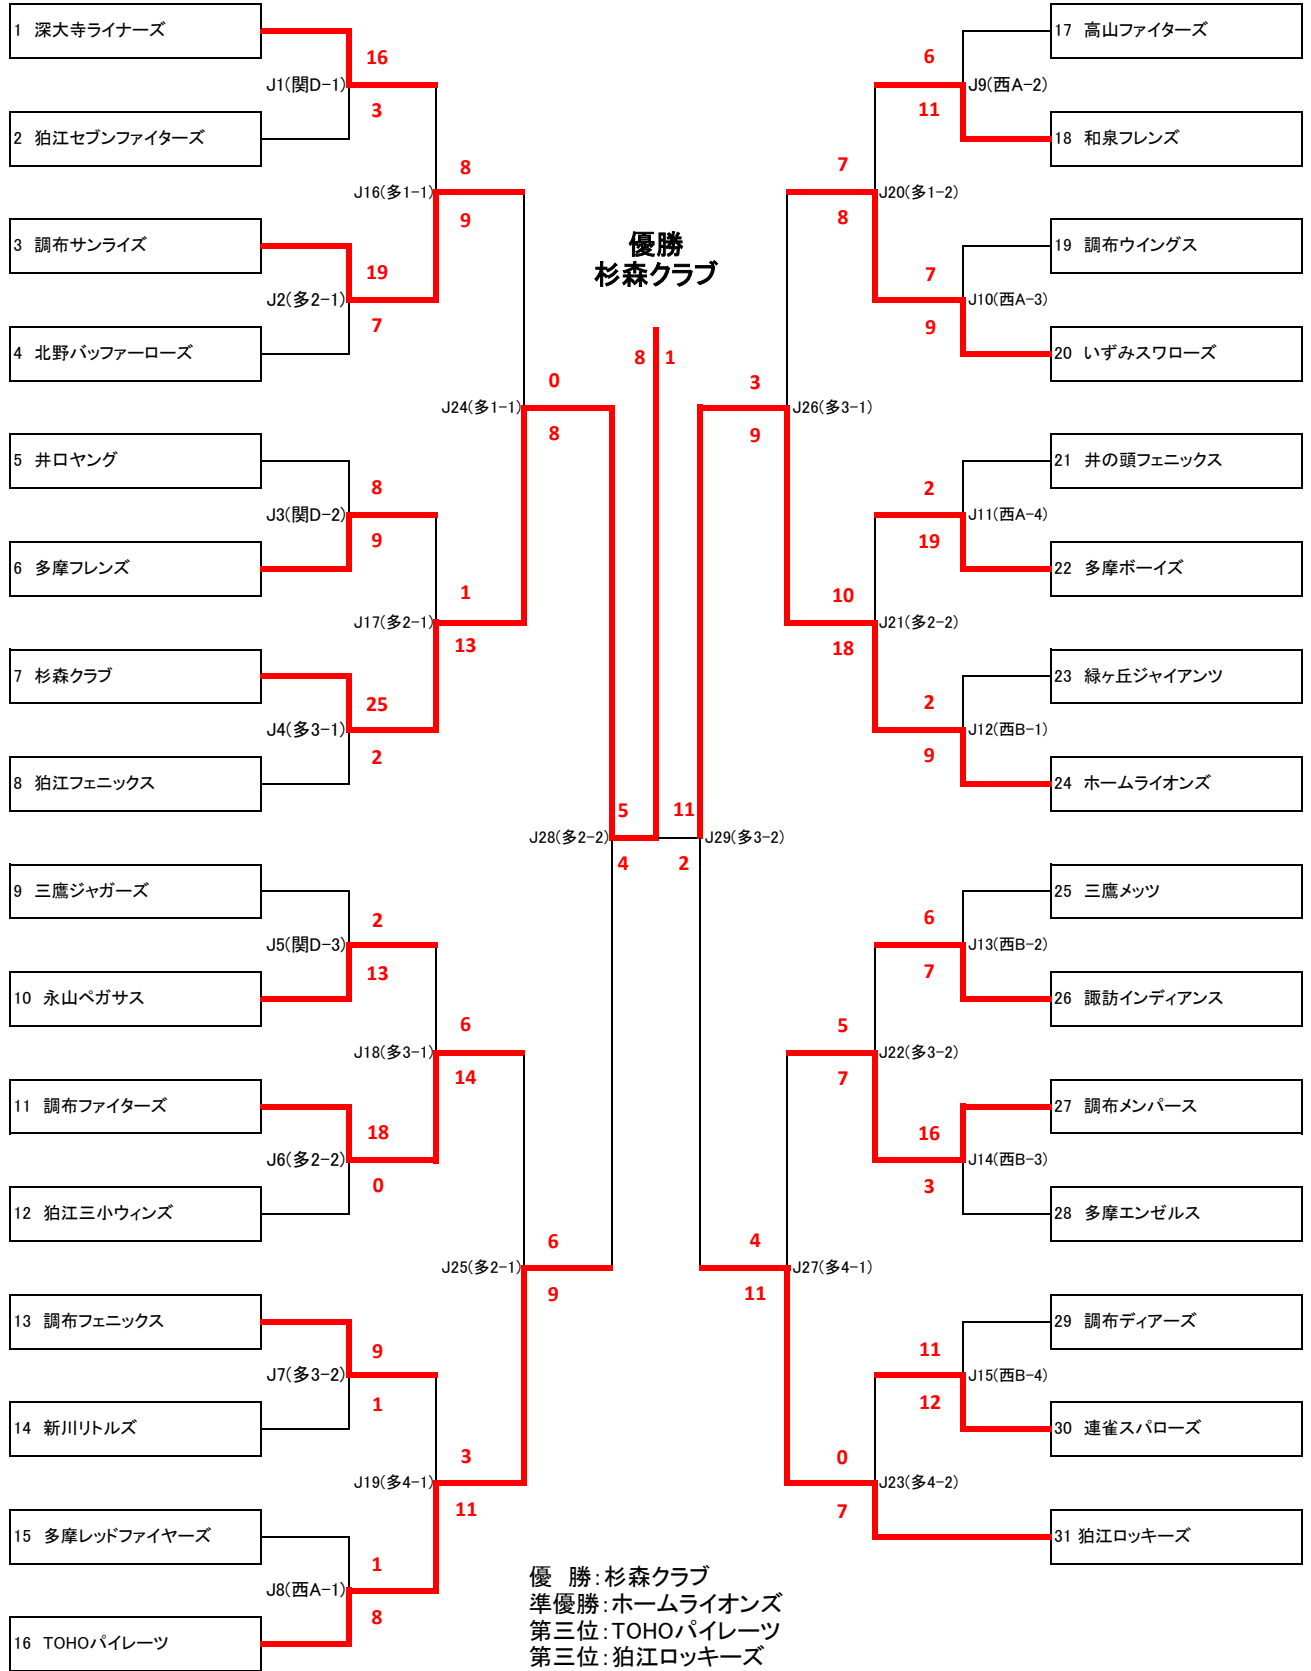 1 深大寺ライナーズ
16
J1(関D-1)
3
2 狛江セブンファイターズ
8
J16(多1-1)
9
3 調布サンライズ
19
J2(多2-1)
7
4 北野バッファーローズ
0
J24(多1-1)
8
5 井口ヤング
8
J3(関D-2)
9
6 多摩フレンズ
1
J17(多2-1)
13
7 杉森クラブ
25
J4(多3-1)
2
8 狛江フェニックス
5
J28(多2-2)
4
9 三鷹ジャガーズ
2
J5(関D-3)
13
10 永山ペガサス
6
J18(多3-1)
14
11 調布ファイターズ
18
J6(多2-2)
0
12 狛江三小ウィンズ
6
J25(多2-1)
9
13 調布フェニックス
9
J7(多3-2)
1
14 新川リトルズ
3
J19(多4-1)
11
15 多摩レッドファイヤーズ
1
J8(西A-1)
8
16 TOHOパイレーツ
優勝
杉森クラブ
8 1
17 高山ファイターズ
6
J9(西A-2)
11
18 和泉フレンズ
7
J20(多1-2)
8
19 調布ウイングス
7
J10(西A-3)
9
20 いずみスワローズ
3
J26(多3-1)
9
21 井の頭フェニックス
2
J11(西A-4)
19
22 多摩ボーイズ
10
J21(多2-2)
18
23 緑ヶ丘ジャイアンツ
2
J12(西B-1)
9
24 ホームライオンズ
11
J29(多3-2)
2
25 三鷹メッツ
6
J13(西B-2)
7
26 諏訪インディアンス
5
J22(多3-2)
7
27 調布メンパース
16
J14(西B-3)
3
28 多摩エンゼルス
4
J27(多4-1)
11
29 調布ディアーズ
11
J15(西B-4)
12
30 連雀スパローズ
0
J23(多4-2)
7
31 狛江ロッキーズ
優 勝:杉森クラブ
準優勝:ホームライオンズ
第三位:TOHOパイレーツ
第三位:狛江ロッキーズ